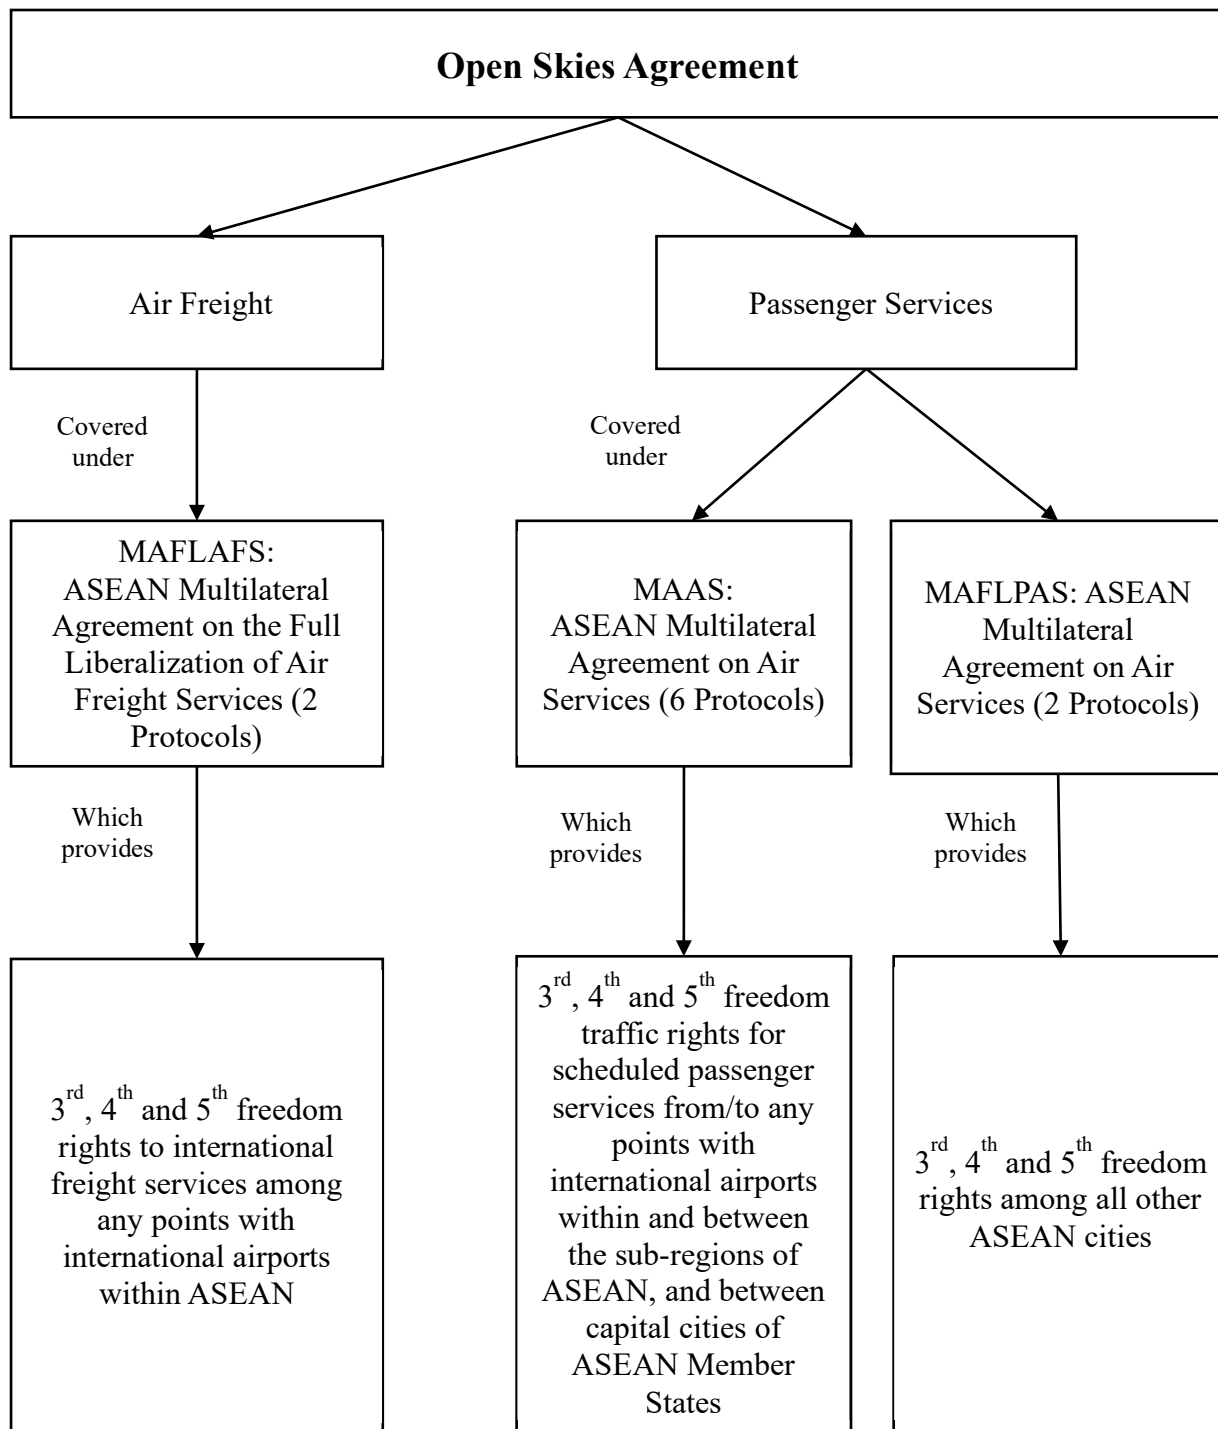 Open Skies Agreement
Air Freight
Passenger Services
Covered
under
Covered
under
MAFLAFS:
ASEAN Multilateral
Agreement on the Full
Liberalization of Air
Freight Services (2
Protocols)
MAAS:
ASEAN Multilateral
Agreement on Air
Services (6 Protocols)
MAFLPAS: ASEAN
Multilateral
Agreement on Air
Services (2 Protocols)
Which
provides
Which
provides
Which
provides
3rd, 4th and 5th freedom
rights to international
freight services among
any points with
international airports
within ASEAN
3rd, 4th and 5th freedom
traffic rights for
scheduled passenger
services from/to any
points with
international airports
within and between
the sub-regions of
ASEAN, and between
capital cities of
ASEAN Member
States
3rd, 4th and 5th freedom
rights among all other
ASEAN cities